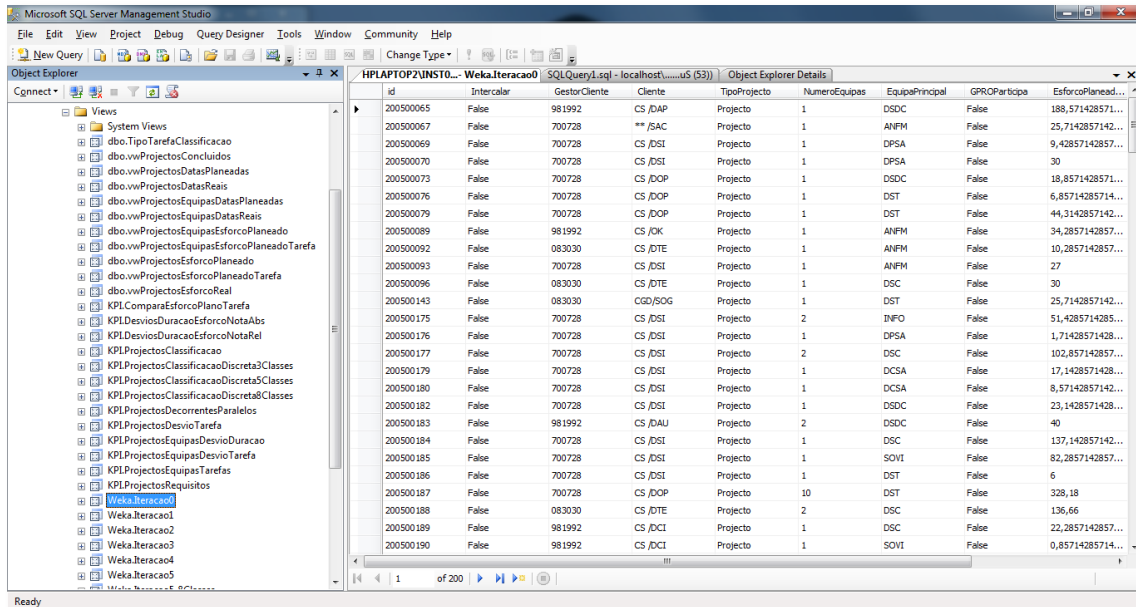 Microsoft SQL Server Management Studio
File Edit View Project Debug Query Designer Tools Window Community Help
New Query Change Type
Object Explorer
HPLAPTOP2\INST0...- Weka.Iteracao0 SQLQuery1.sql - localhost\......uS (53)) Object Explorer Details
Connect
Views
System Views
dbo.TipoTarefaClassificacao
dbo.vwProjectosConcluidos
dbo.vwProjectosDatasPlaneadas
dbo.vwProjectosDatasReais
dbo.vwProjectosEquipasDatasPlaneadas
dbo.vwProjectosEquipasDatasReais
dbo.vwProjectosEquipasEsforcoPlaneado
dbo.vwProjectosEquipasEsforcoPlaneadoTarefa
dbo.vwProjectosEsforcoPlaneado
dbo.vwProjectosEsforcoPlaneadoTarefa
dbo.vwProjectosEsforcoReal
KPI.ComparaEsforcoPlanoTarefa
KPI.DesviosDuracaoEsforcoNotaAbs
KPI.DesviosDuracaoEsforcoNotaRel
KPI.ProjectosClassificacao
KPI.ProjectosClassificacaoDiscreta3Classes
KPI.ProjectosClassificacaoDiscreta5Classes
KPI.ProjectosClassificacaoDiscreta8Classes
KPI.ProjectosDecorrentesParalelos
KPI.ProjectosDesvioTarefa
KPI.ProjectosEquipasDesvioDuracao
KPI.ProjectosEquipasDesvioTarefa
KPI.ProjectosEquipasTarefas
KPI.ProjectosRequisitos
Weka.Iteracao0
Weka.Iteracao1
Weka.Iteracao2
Weka.Iteracao3
Weka.Iteracao4
Weka.Iteracao5
id Intercalar GestorCliente Cliente TipoProjecto NumeroEquipas EquipaPrincipal GPROParticipa EsforcoPlanead...
200500065 False 981992 CS /DAP Projecto 1 DSDC False 188,571428571...
200500067 False 700728 ** /SAC Projecto 1 ANFM False 25,7142857142...
200500069 False 700728 CS /DSI Projecto 1 DPSA False 9,42857142857...
200500070 False 700728 CS /DSI Projecto 1 DPSA False 30
200500073 False 700728 CS /DOP Projecto 1 DSDC False 18,8571428571...
200500076 False 700728 CS /DOP Projecto 1 DST False 6,85714285714...
200500079 False 700728 CS /DOP Projecto 1 DST False 44,3142857142...
200500089 False 981992 CS /OK Projecto 1 ANFM False 34,2857142857...
200500092 False 083030 CS /DTE Projecto 1 ANFM False 10,2857142857...
200500093 False 700728 CS /DSI Projecto 1 ANFM False 27
200500096 False 083030 CS /DTE Projecto 1 DSC False 30
200500143 False 083030 CGD/SOG Projecto 1 DST False 25,7142857142...
200500175 False 700728 CS /DSI Projecto 2 INFO False 51,4285714285...
200500176 False 700728 CS /DSI Projecto 1 DPSA False 1,71428571428...
200500177 False 700728 CS /DSI Projecto 2 DSC False 102,857142857...
200500179 False 700728 CS /DSI Projecto 1 DCSA False 17,1428571428...
200500180 False 700728 CS /DSI Projecto 1 DCSA False 8,57142857142...
200500182 False 700728 CS /DSI Projecto 1 DSDC False 23,1428571428...
200500183 False 981992 CS /DAU Projecto 2 DSDC False 40
200500184 False 700728 CS /DSI Projecto 1 DSC False 137,142857142...
200500185 False 700728 CS /DSI Projecto 1 SOVI False 82,2857142857...
200500186 False 700728 CS /DSI Projecto 1 DST False 6
200500187 False 700728 CS /DOP Projecto 10 DST False 328,18
200500188 False 083030 CS /DTE Projecto 2 DSC False 136,66
200500189 False 981992 CS /DCI Projecto 1 DSC False 22,2857142857...
200500190 False 981992 CS /DCI Projecto 1 SOVI False 0,85714285714...
1 of 200
Ready